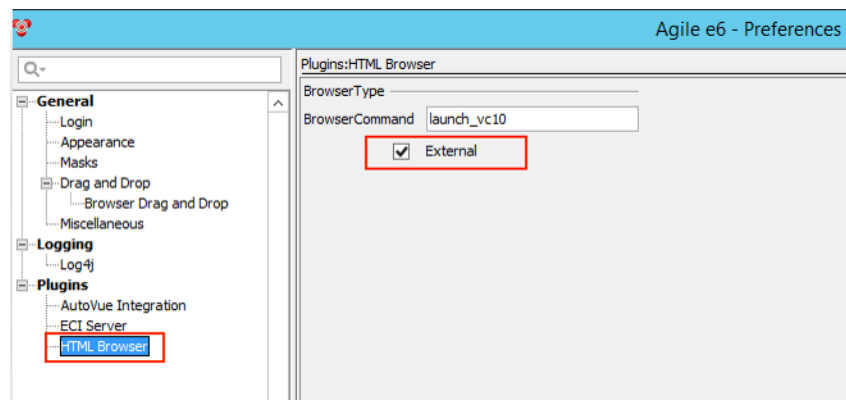 Agile e6 - Preferences
Plugins:HTML Browser
BrowserType
BrowserCommand launch_vc10
External
General
Login
Appearance
Masks
Drag and Drop
Browser Drag and Drop
Miscellaneous
Logging
Log4j
Plugins
AutoVue Integration
ECI Server
HTML Browser